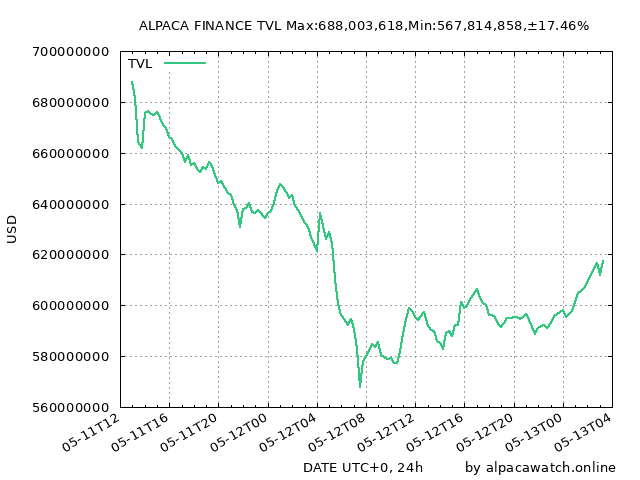 ALPACA FINANCE TVL Max:688,003,618,Min:567,814,858,±17.46%
700000000
TVL
680000000
660000000
640000000
620000000
600000000
580000000
560000000
USD
05-11T12
05-11T16
05-11T20
05-12T00
05-12T04
05-12T08
05-12T12
05-12T16
05-12T20
05-13T00
05-13T04
DATE UTC+0, 24h
by alpacawatch.online